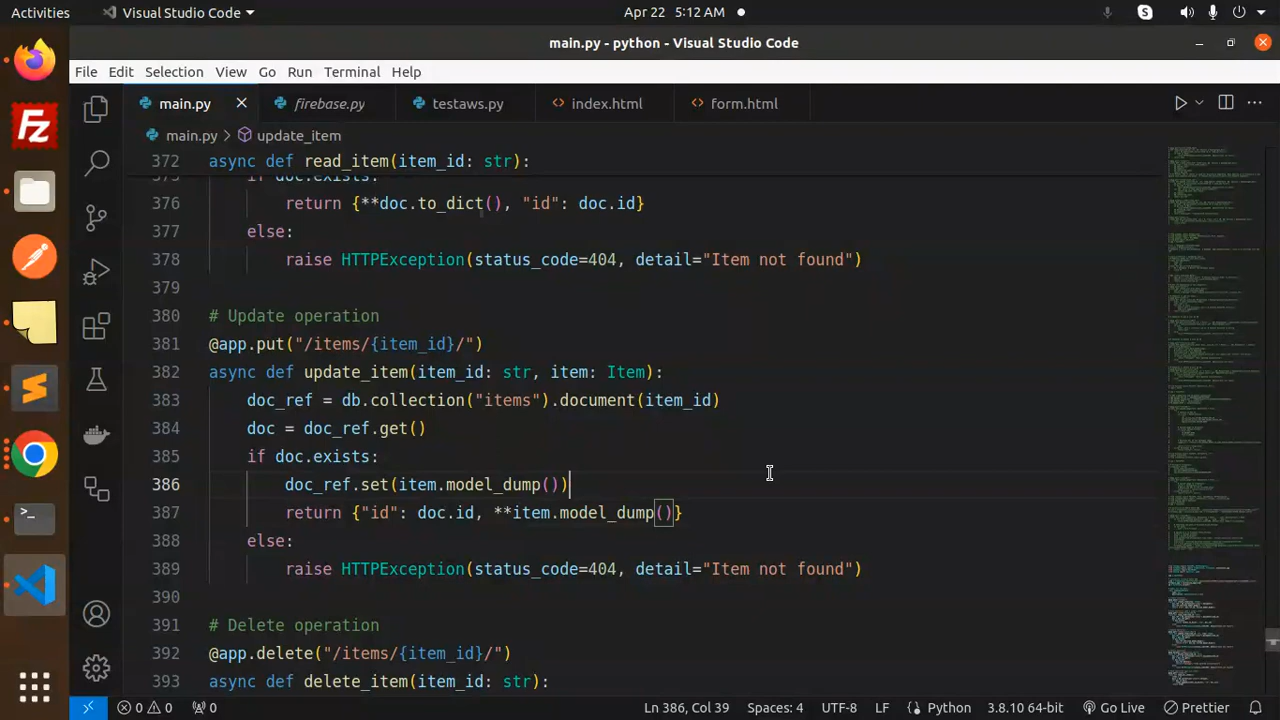 Activities
Visual Studio Code
Apr 22 5:12 AM
main.py - python - Visual Studio Code
File Edit Selection View Go Run Terminal Help
main.py
firebase.py
testaws.py
index.html
form.html
main.py > update_item
372 async def read_item(item_id: str):
if doc.exists:
376 return {**doc.to_dict(), "id": doc.id}
377 else:
378 raise HTTPException(status_code=404, detail="Item not found")
379
380 # Update operation
381 @app.put("/items/{item_id}/")
382 async def update_item(item_id: str, item: Item):
383 doc_ref = db.collection("items").document(item_id)
384 doc = doc_ref.get()
385 if doc.exists:
386 doc_ref.set(item.model_dump())
387 return {"id": doc.id, **item.model_dump()}
388 else:
389 raise HTTPException(status_code=404, detail="Item not found")
390
391 # Delete operation
392 @app.delete("/items/{item_id}/")
393 async def delete_item(item_id: str):
0 0 0 Ln 386, Col 39 Spaces: 4 UTF-8 LF Python 3.8.10 64-bit Go Live Prettier